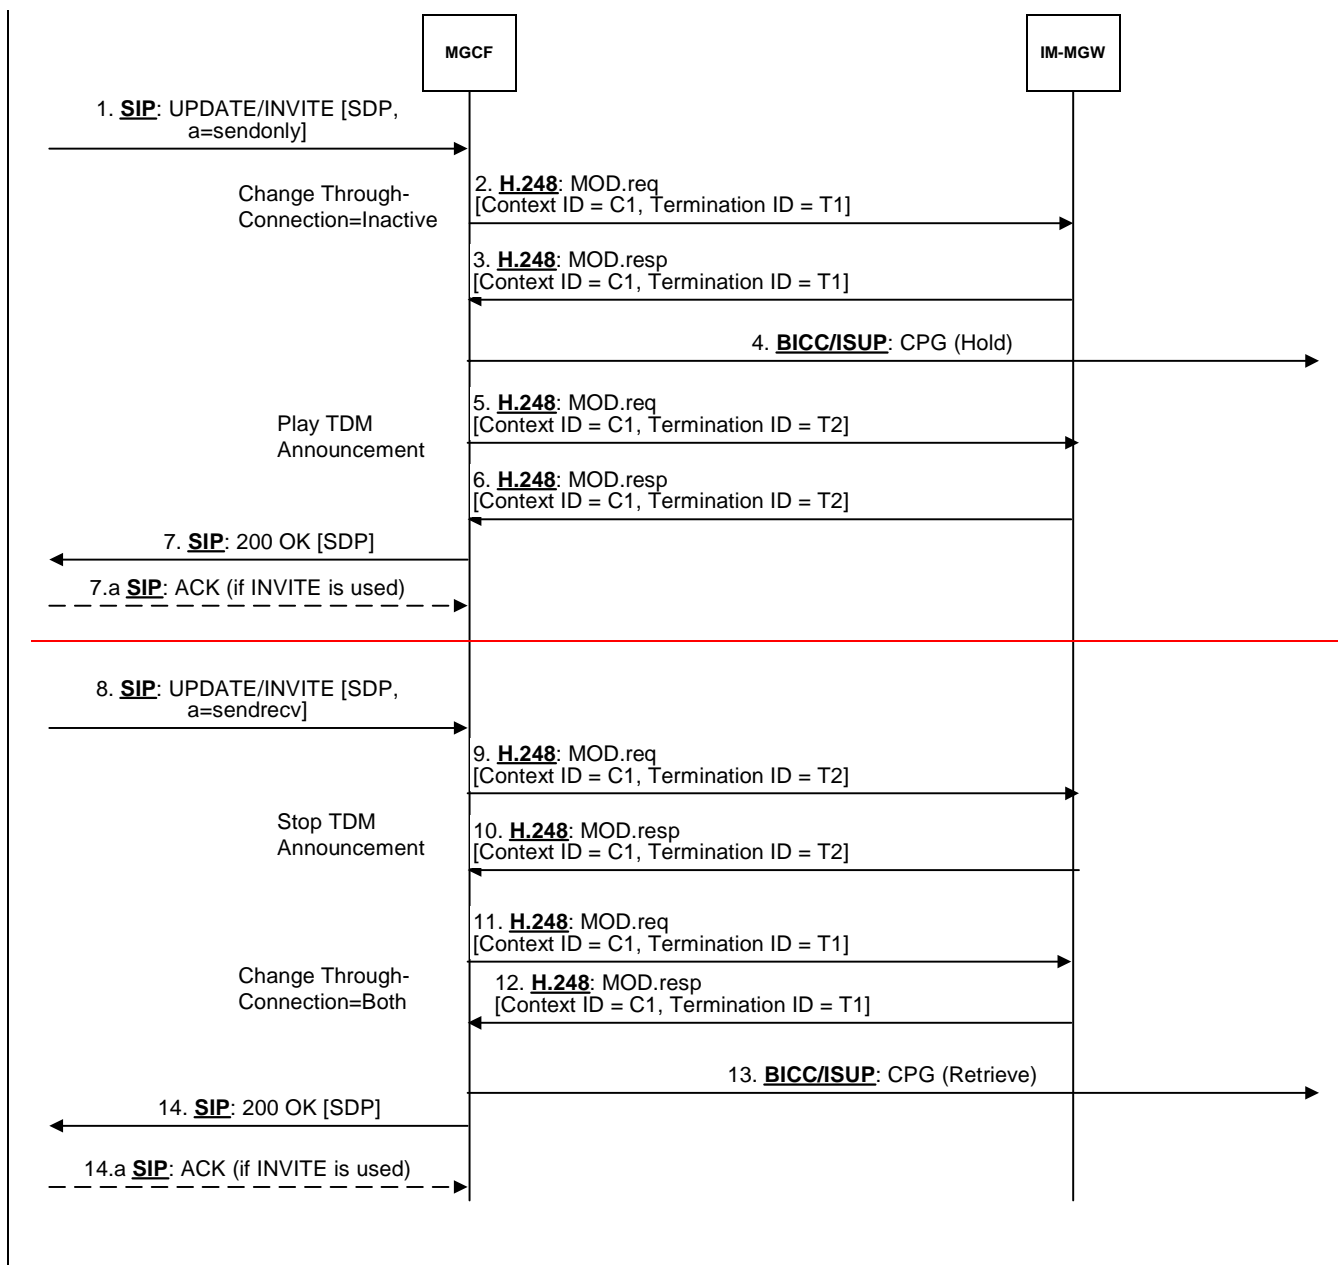 MGCF
IM-MGW
1. SIP: UPDATE/INVITE [SDP,
a=sendonly]
Change Through-
Connection=Inactive
2. H.248: MOD.req
[Context ID = C1, Termination ID = T1]
3. H.248: MOD.resp
[Context ID = C1, Termination ID = T1]
4. BICC/ISUP: CPG (Hold)
Play TDM
Announcement
5. H.248: MOD.req
[Context ID = C1, Termination ID = T2]
6. H.248: MOD.resp
[Context ID = C1, Termination ID = T2]
7. SIP: 200 OK [SDP]
7.a SIP: ACK (if INVITE is used)
8. SIP: UPDATE/INVITE [SDP,
a=sendrecv]
9. H.248: MOD.req
[Context ID = C1, Termination ID = T2]
Stop TDM
Announcement
10. H.248: MOD.resp
[Context ID = C1, Termination ID = T2]
11. H.248: MOD.req
[Context ID = C1, Termination ID = T1]
Change Through-
Connection=Both
12. H.248: MOD.resp
[Context ID = C1, Termination ID = T1]
13. BICC/ISUP: CPG (Retrieve)
14. SIP: 200 OK [SDP]
14.a SIP: ACK (if INVITE is used)